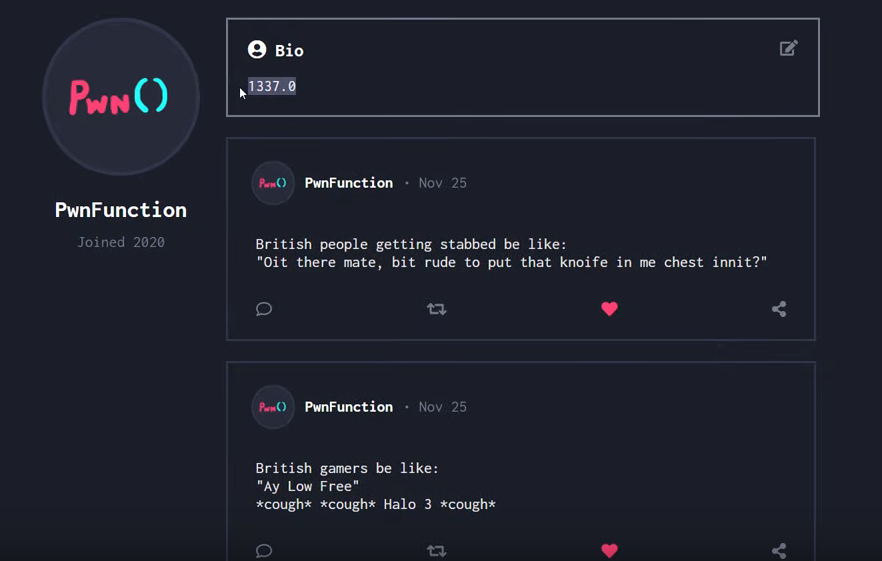 Pwn()
Bio
1337.0
PwnFunction
Joined 2020
Pwn()
PwnFunction · Nov 25
British people getting stabbed be like:
"Oit there mate, bit rude to put that knoife in me chest innit?"
Pwn()
PwnFunction · Nov 25
British gamers be like:
"Ay Low Free"
*cough* *cough* Halo 3 *cough*